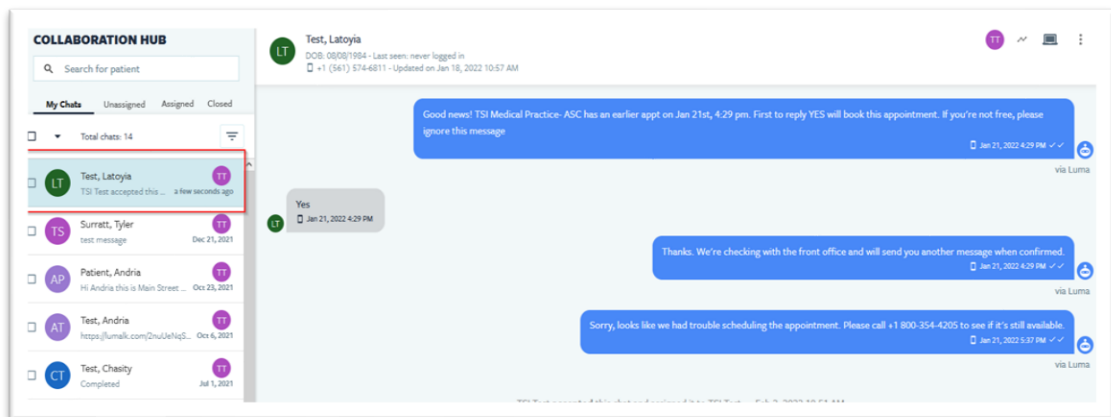 COLLABORATION HUB
Search for patient
My Chats Unassigned Assigned Closed
Total chats: 14
LT
Test, Latoyia
TT
TSI Test accepted this ... a few seconds ago
TS
Surratt, Tyler
TT
test message Dec 21, 2021
AP
Patient, Andria
TT
Hi Andria this is Main Street ... Oct 23, 2021
AT
Test, Andria
TT
https://lumalk.com/2nuUeNqS... Oct 6, 2021
CT
Test, Chasity
TT
Completed Jul 1, 2021
LT
Test, Latoyia
DOB: 08/08/1984 - Last seen: never logged in
+1 (561) 574-6811 - Updated on Jan 18, 2022 10:57 AM
TT
Good news! TSI Medical Practice- ASC has an earlier appt on Jan 21st, 4:29 pm. First to reply YES will book this appointment. If you're not free, please
ignore this message
Jan 21, 2022 4:29 PM
via Luma
Yes
Jan 21, 2022 4:29 PM
LT
Thanks. We're checking with the front office and will send you another message when confirmed.
Jan 21, 2022 4:29 PM
via Luma
Sorry, looks like we had trouble scheduling the appointment. Please call +1 800-354-4205 to see if it's still available.
Jan 21, 2022 5:37 PM
via Luma